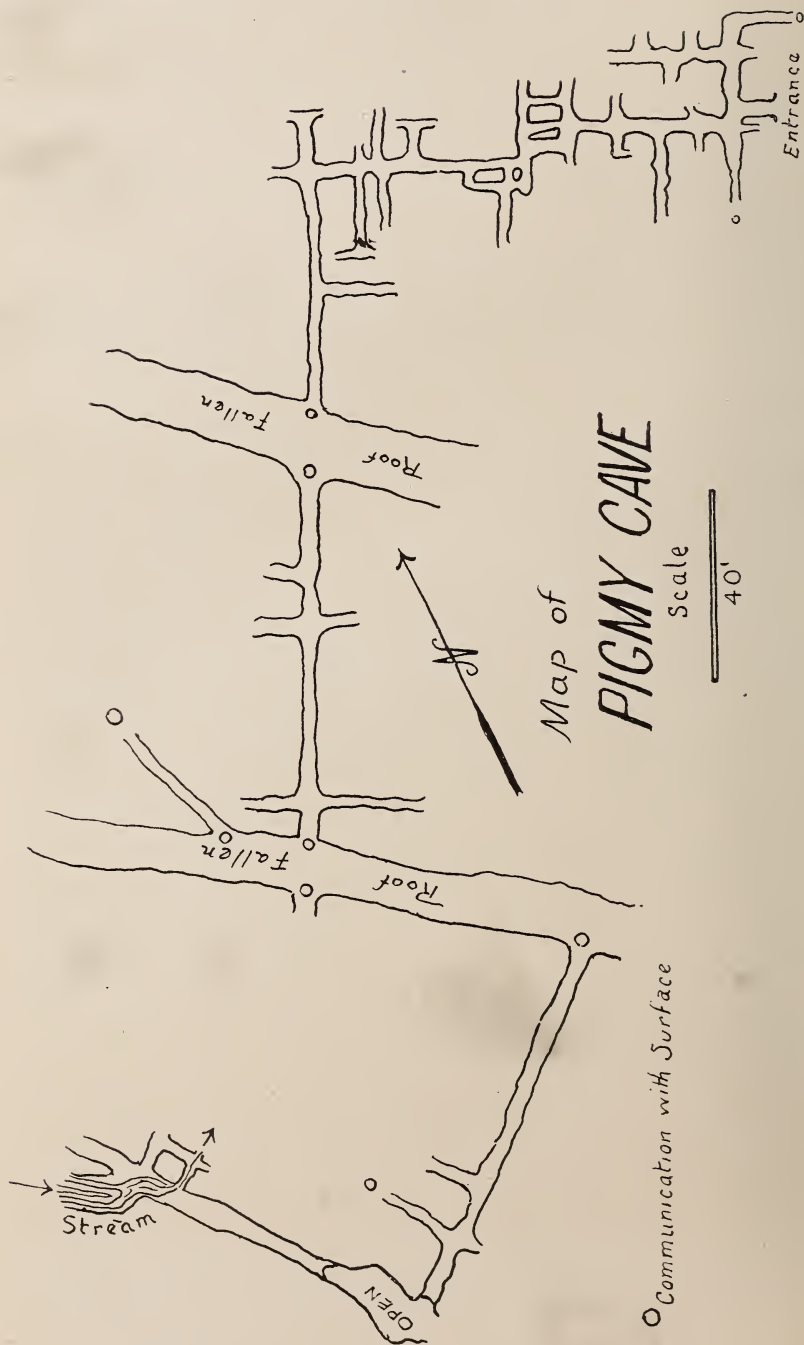 Map of
PIGMY CAVE
Scale
40'
N
Entrance
Fallen
Roof
Fallen
Roof
Stream
OPEN
Communication with Surface